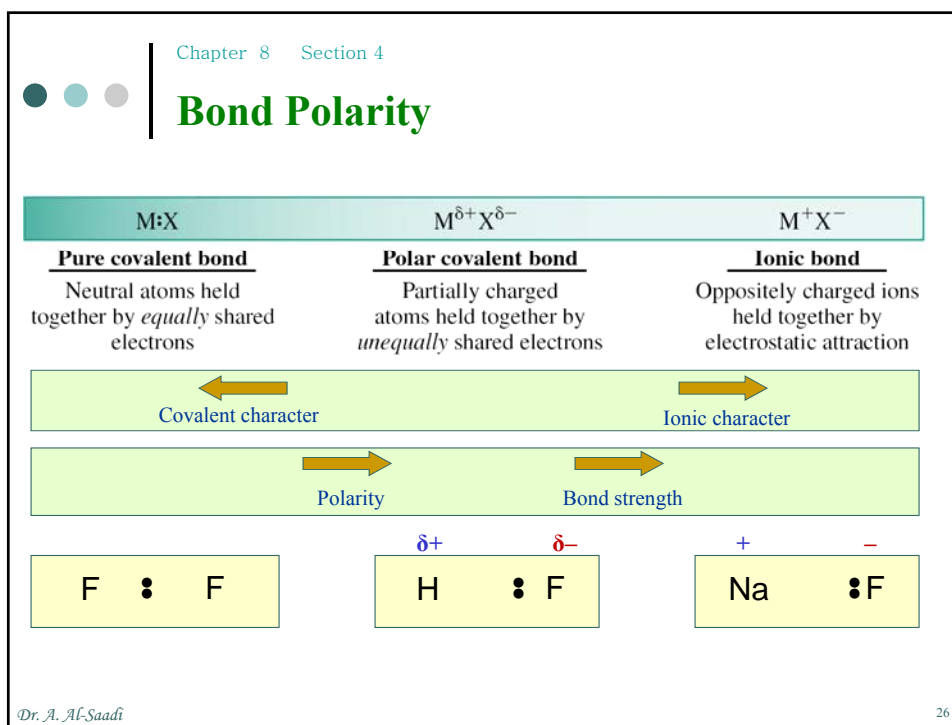 Chapter 8 Section 4
Bond Polarity
M:X
M^δ+X^δ−
M⁺X⁻
Pure covalent bond
Neutral atoms held
together by equally shared
electrons
Polar covalent bond
Partially charged
atoms held together by
unequally shared electrons
Ionic bond
Oppositely charged ions
held together by
electrostatic attraction
Covalent character
Ionic character
Polarity
Bond strength
δ+ δ−
+ −
F : F
H : F
Na :F
Dr. A. Al-Saadi
26